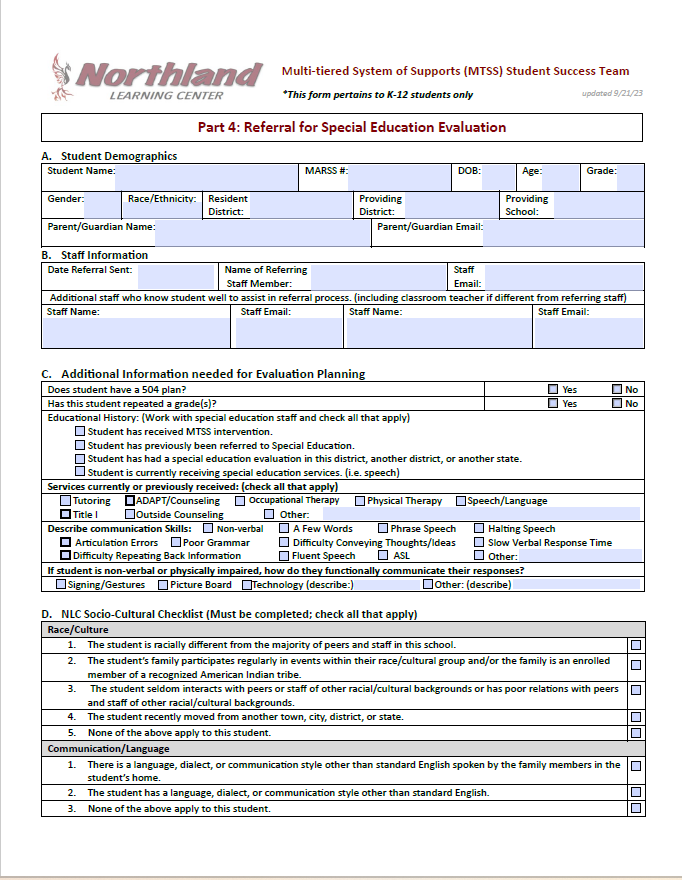 Northland
LEARNING CENTER
Multi-tiered System of Supports (MTSS) Student Success Team
*This form pertains to K-12 students only
updated 9/21/23
Part 4: Referral for Special Education Evaluation
A. Student Demographics
Student Name: MARSS #: DOB: Age: Grade:
Gender: Race/Ethnicity: Resident District: Providing District: Providing School:
Parent/Guardian Name: Parent/Guardian Email:
B. Staff Information
Date Referral Sent: Name of Referring Staff Member: Staff Email:
Additional staff who know student well to assist in referral process. (including classroom teacher if different from referring staff)
Staff Name: Staff Email: Staff Name: Staff Email:
C. Additional Information needed for Evaluation Planning
Does student have a 504 plan? Yes No
Has this student repeated a grade(s)? Yes No
Educational History: (Work with special education staff and check all that apply)
Student has received MTSS intervention.
Student has previously been referred to Special Education.
Student has had a special education evaluation in this district, another district, or another state.
Student is currently receiving special education services. (i.e. speech)
Services currently or previously received: (check all that apply)
Tutoring ADAPT/Counseling Occupational Therapy Physical Therapy Speech/Language
Title I Outside Counseling Other:
Describe communication Skills: Non-verbal A Few Words Phrase Speech Halting Speech
Articulation Errors Poor Grammar Difficulty Conveying Thoughts/Ideas Slow Verbal Response Time
Difficulty Repeating Back Information Fluent Speech ASL Other:
If student is non-verbal or physically impaired, how do they functionally communicate their responses?
Signing/Gestures Picture Board Technology (describe:) Other: (describe)
D. NLC Socio-Cultural Checklist (Must be completed; check all that apply)
Race/Culture
1. The student is racially different from the majority of peers and staff in this school.
2. The student's family participates regularly in events within their race/cultural group and/or the family is an enrolled
member of a recognized American Indian tribe.
3. The student seldom interacts with peers or staff of other racial/cultural backgrounds or has poor relations with peers
and staff of other racial/cultural backgrounds.
4. The student recently moved from another town, city, district, or state.
5. None of the above apply to this student.
Communication/Language
1. There is a language, dialect, or communication style other than standard English spoken by the family members in the
student's home.
2. The student has a language, dialect, or communication style other than standard English.
3. None of the above apply to this student.